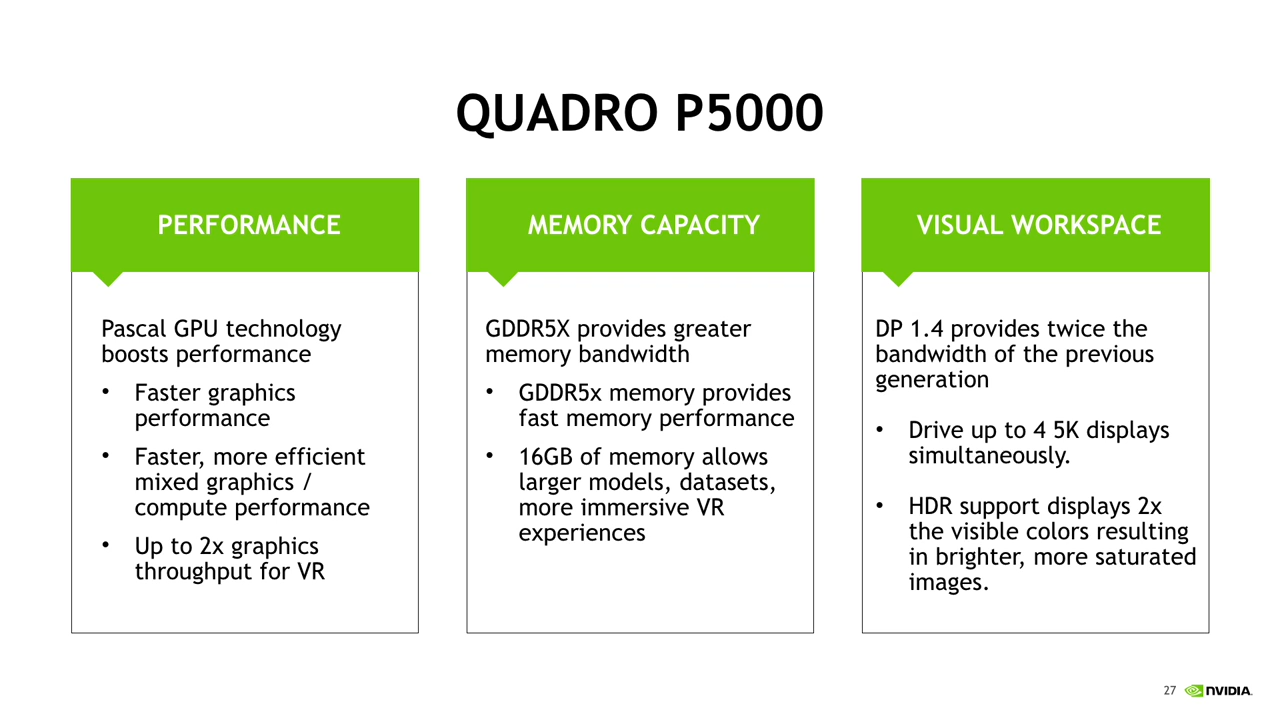 QUADRO P5000
PERFORMANCE
Pascal GPU technology
boosts performance
• Faster graphics
performance
• Faster, more efficient
mixed graphics /
compute performance
• Up to 2x graphics
throughput for VR
MEMORY CAPACITY
GDDR5X provides greater
memory bandwidth
• GDDR5x memory provides
fast memory performance
• 16GB of memory allows
larger models, datasets,
more immersive VR
experiences
VISUAL WORKSPACE
DP 1.4 provides twice the
bandwidth of the previous
generation
• Drive up to 4 5K displays
simultaneously.
• HDR support displays 2x
the visible colors resulting
in brighter, more saturated
images.
27 NVIDIA.